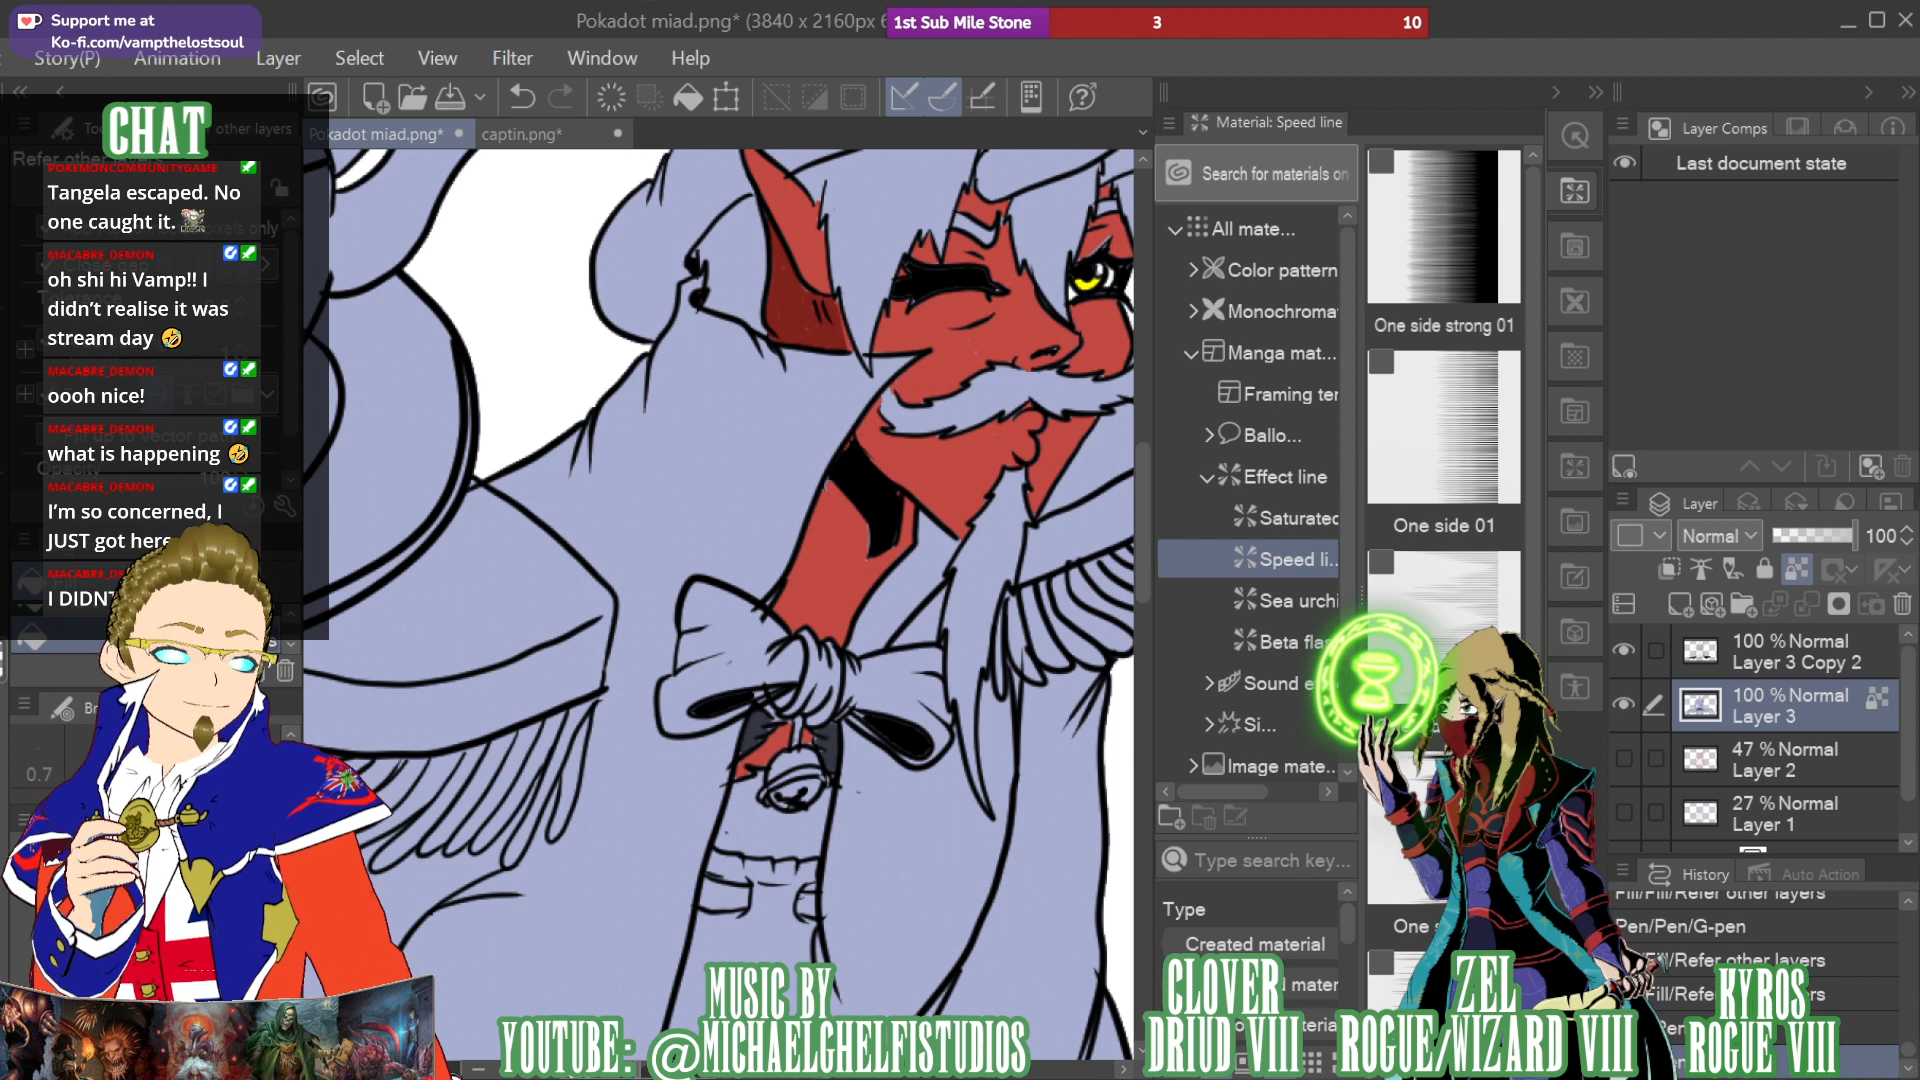 Support me at
Ko-fi.com/vampthelostsoul
Pokadot miad.png* (3840 x 2160px
1st Sub Mile Stone
3
10
Story(P)
Animation
Layer
Select
View
Filter
Window
Help
CHAT
other layers
Pokadot miad.png*
captin.png*
POKEMONCOMMUNITYGAME
Tangela escaped. No
one caught it.
MACABRE_DEMON
oh shi hi Vamp!! I
didn't realise it was
stream day
MACABRE_DEMON
oooh nice!
MACABRE_DEMON
what is happening
MACABRE_DEMON
I'm so concerned, I
JUST got here
I DIDN'T
0.7
Material: Speed line
Search for materials on
All mate...
Color pattern
Monochroma
Manga mat...
Framing ter
Ballo...
Effect line
Saturated
Speed li...
Sea urchi
Beta fla
Sound e
Si...
Image mate...
Type search key...
Type
Created material
One side strong 01
One side 01
Layer Comps
Last document state
Layer
Normal
100
100 % Normal
Layer 3 Copy 2
100 % Normal
Layer 3
47 % Normal
Layer 2
27 % Normal
Layer 1
History
Auto Action
Fill/Fill/Refer other layers
Pen/Pen/G-pen
MUSIC BY
YOUTUBE: @MICHAELGHELFISTUDIOS
CLOVER
DRIUD VIII
ZEL
ROGUE/WIZARD VIII
KYROS
ROGUE VIII